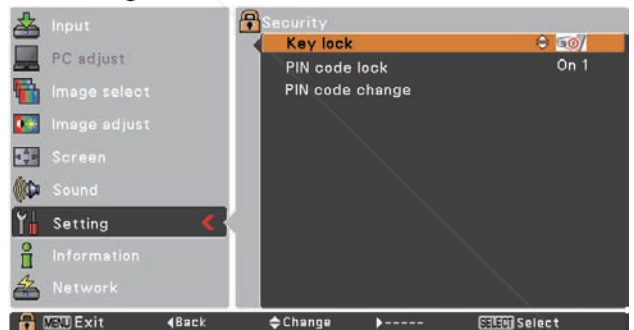 Input
PC adjust
Image select
Image adjust
Screen
Sound
Setting
Information
Network
Security
Key lock
PIN code lock On 1
PIN code change
MENU Exit Back Change ----- SELECT Select